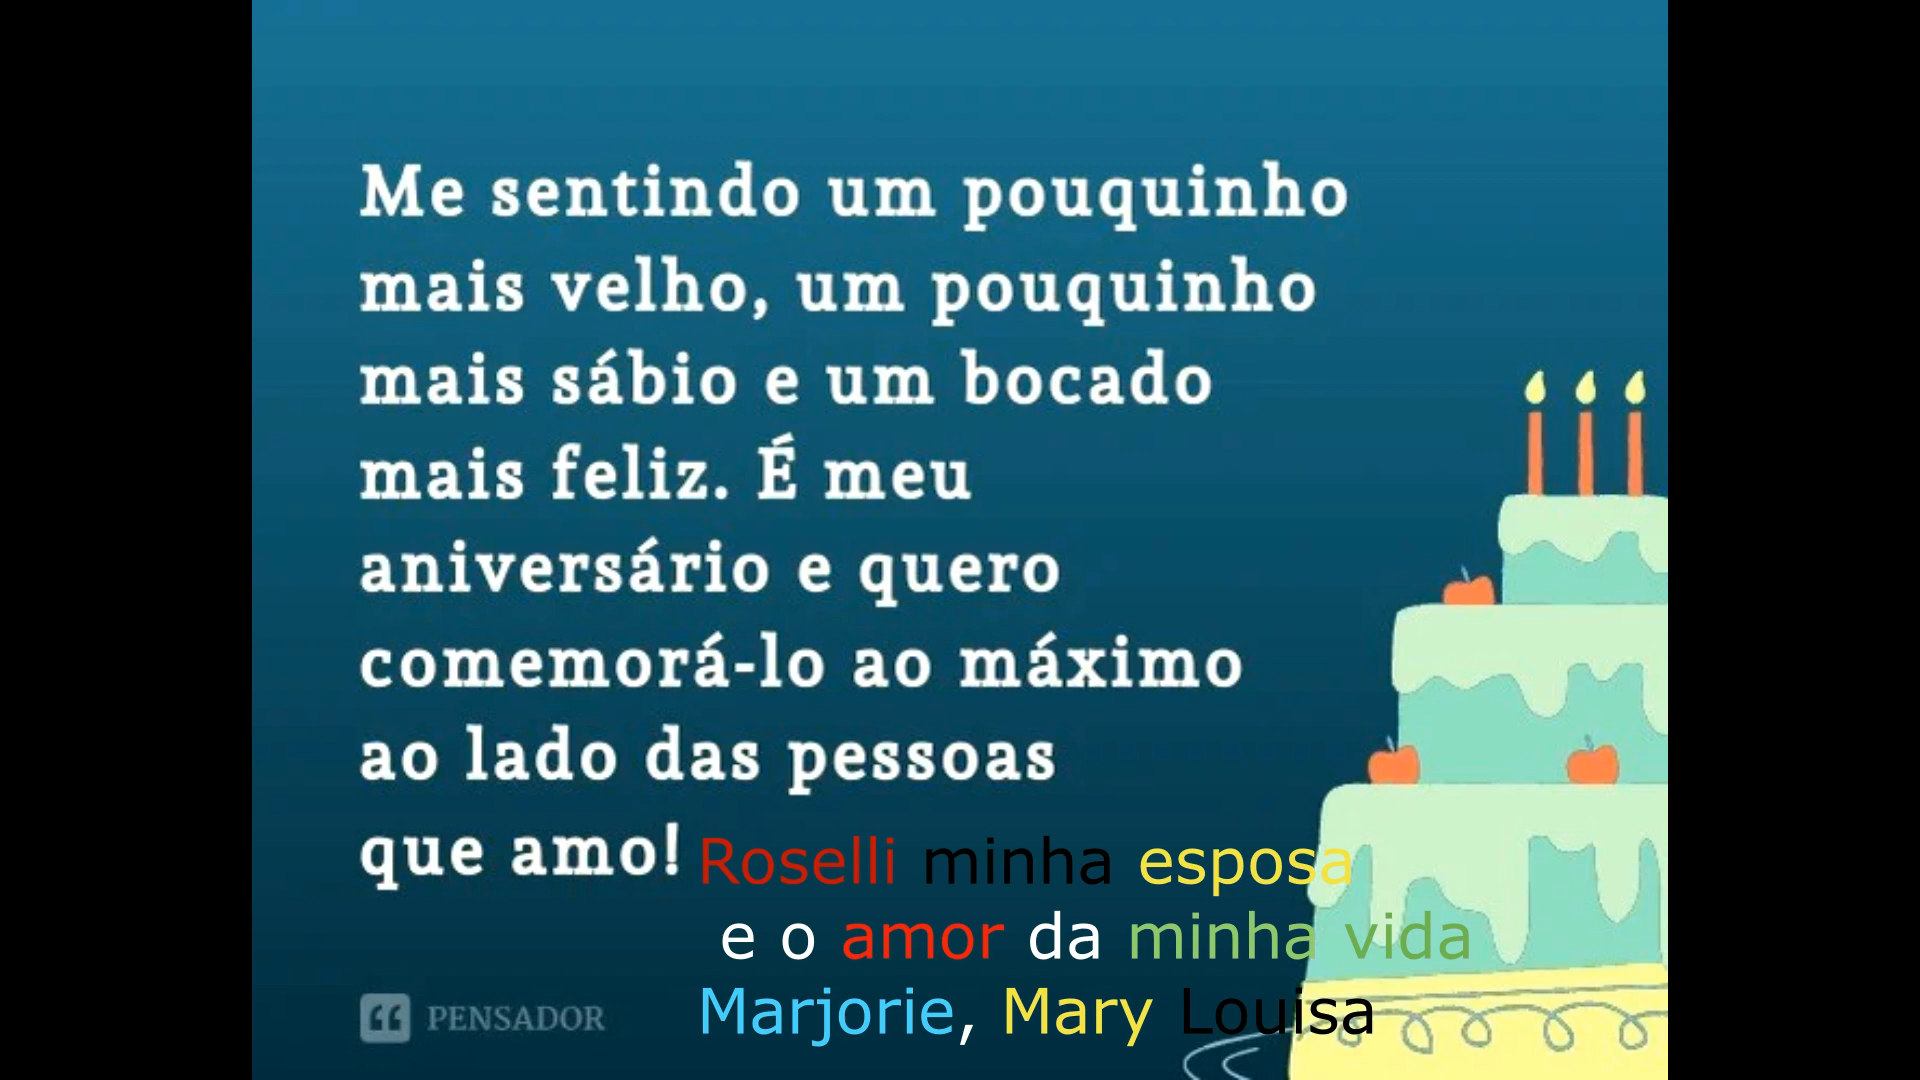 Me sentindo um pouquinho
mais velho, um pouquinho
mais sábio e um bocado
mais feliz. É meu
aniversário e quero
comemorá-lo ao máximo
ao lado das pessoas
que amo! Roselli minha esposa
e o amor da minha vida
Marjorie, Mary Louisa
PENSADOR